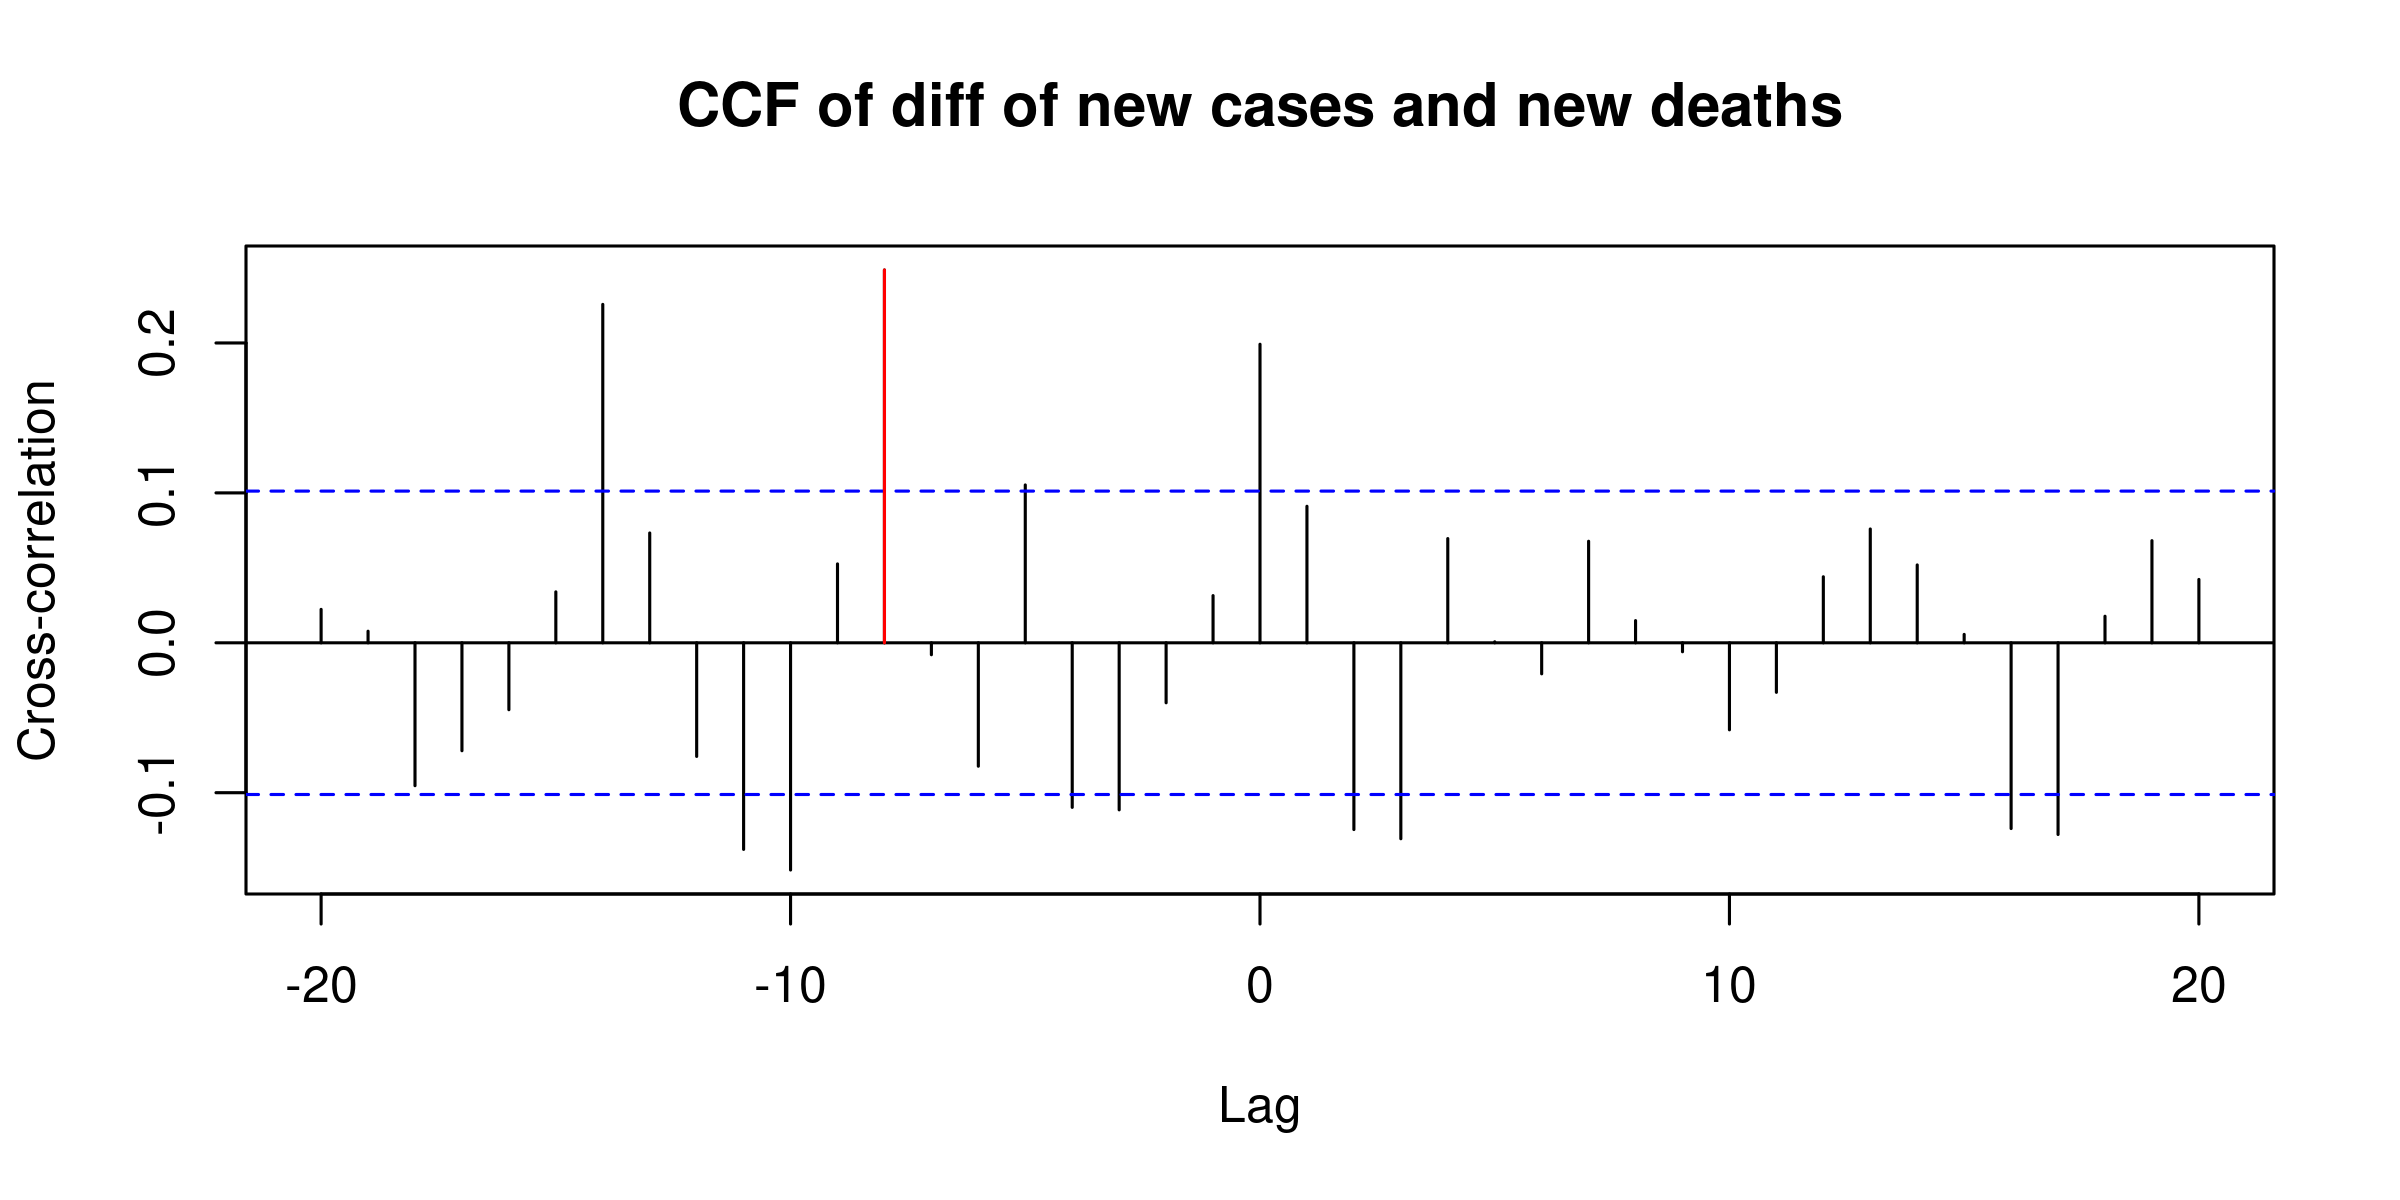 CCF of diff of new cases and new deaths
Cross-correlation
0.2
0.1
0.0
-0.1
-20 -10 0 10 20
Lag